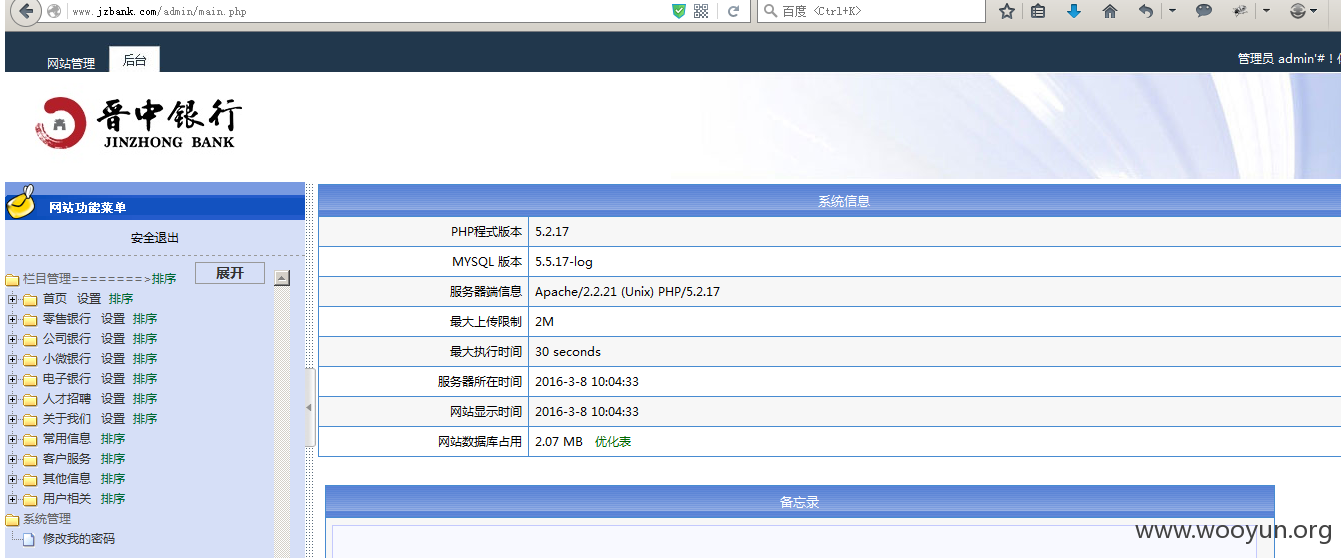 www.jzbank.com/admin/main.php
百度 <Ctrl+K>
网站管理 后台
管理员 admin'#！
晋中银行
JINZHONG BANK
网站功能菜单
安全退出
栏目管理========>排序 展开
首页 设置 排序
零售银行 设置 排序
公司银行 设置 排序
小微银行 设置 排序
电子银行 设置 排序
人才招聘 设置 排序
关于我们 设置 排序
常用信息 排序
客户服务 排序
其他信息 排序
用户相关 排序
系统管理
修改我的密码
系统信息
PHP程式版本 5.2.17
MYSQL 版本 5.5.17-log
服务器端信息 Apache/2.2.21 (Unix) PHP/5.2.17
最大上传限制 2M
最大执行时间 30 seconds
服务器所在时间 2016-3-8 10:04:33
网站显示时间 2016-3-8 10:04:33
网站数据库占用 2.07 MB 优化表
备忘录
www.wooyun.org